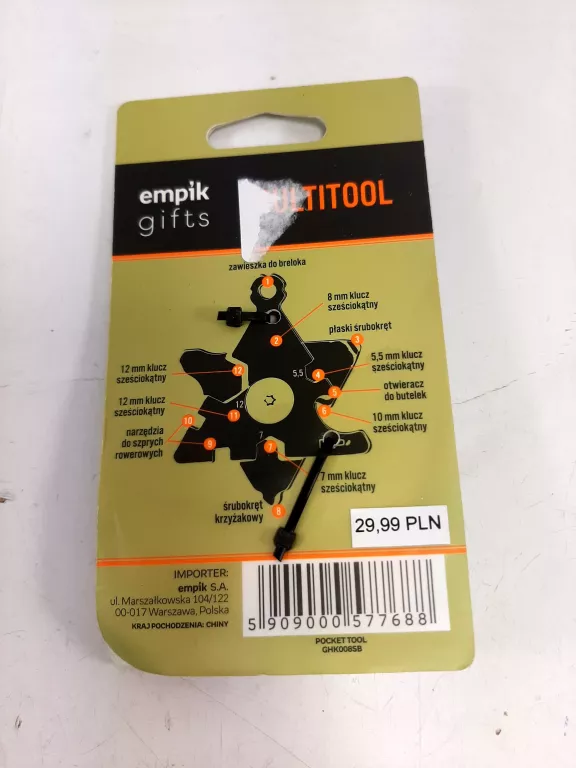 empik
gifts
ULTITOOL
zawieszka do breloka
1
8 mm klucz
sześciokątny
2
płaski śrubokręt
3
12 mm klucz
sześciokątny
12
5,5
4
5,5 mm klucz
sześciokątny
5
otwieracz
do butelek
12 mm klucz
sześciokątny
12
11
6
10 mm klucz
sześciokątny
10
narzędzia
do szprych
rowerowych
9
7
7
7 mm klucz
sześciokątny
śrubokręt
krzyżakowy
8
29,99 PLN
IMPORTER:
empik S.A.
ul. Marszałkowska 104/122
00-017 Warszawa, Polska
KRAJ POCHODZENIA: CHINY
5 909000 577688
POCKET TOOL
GHK008SB